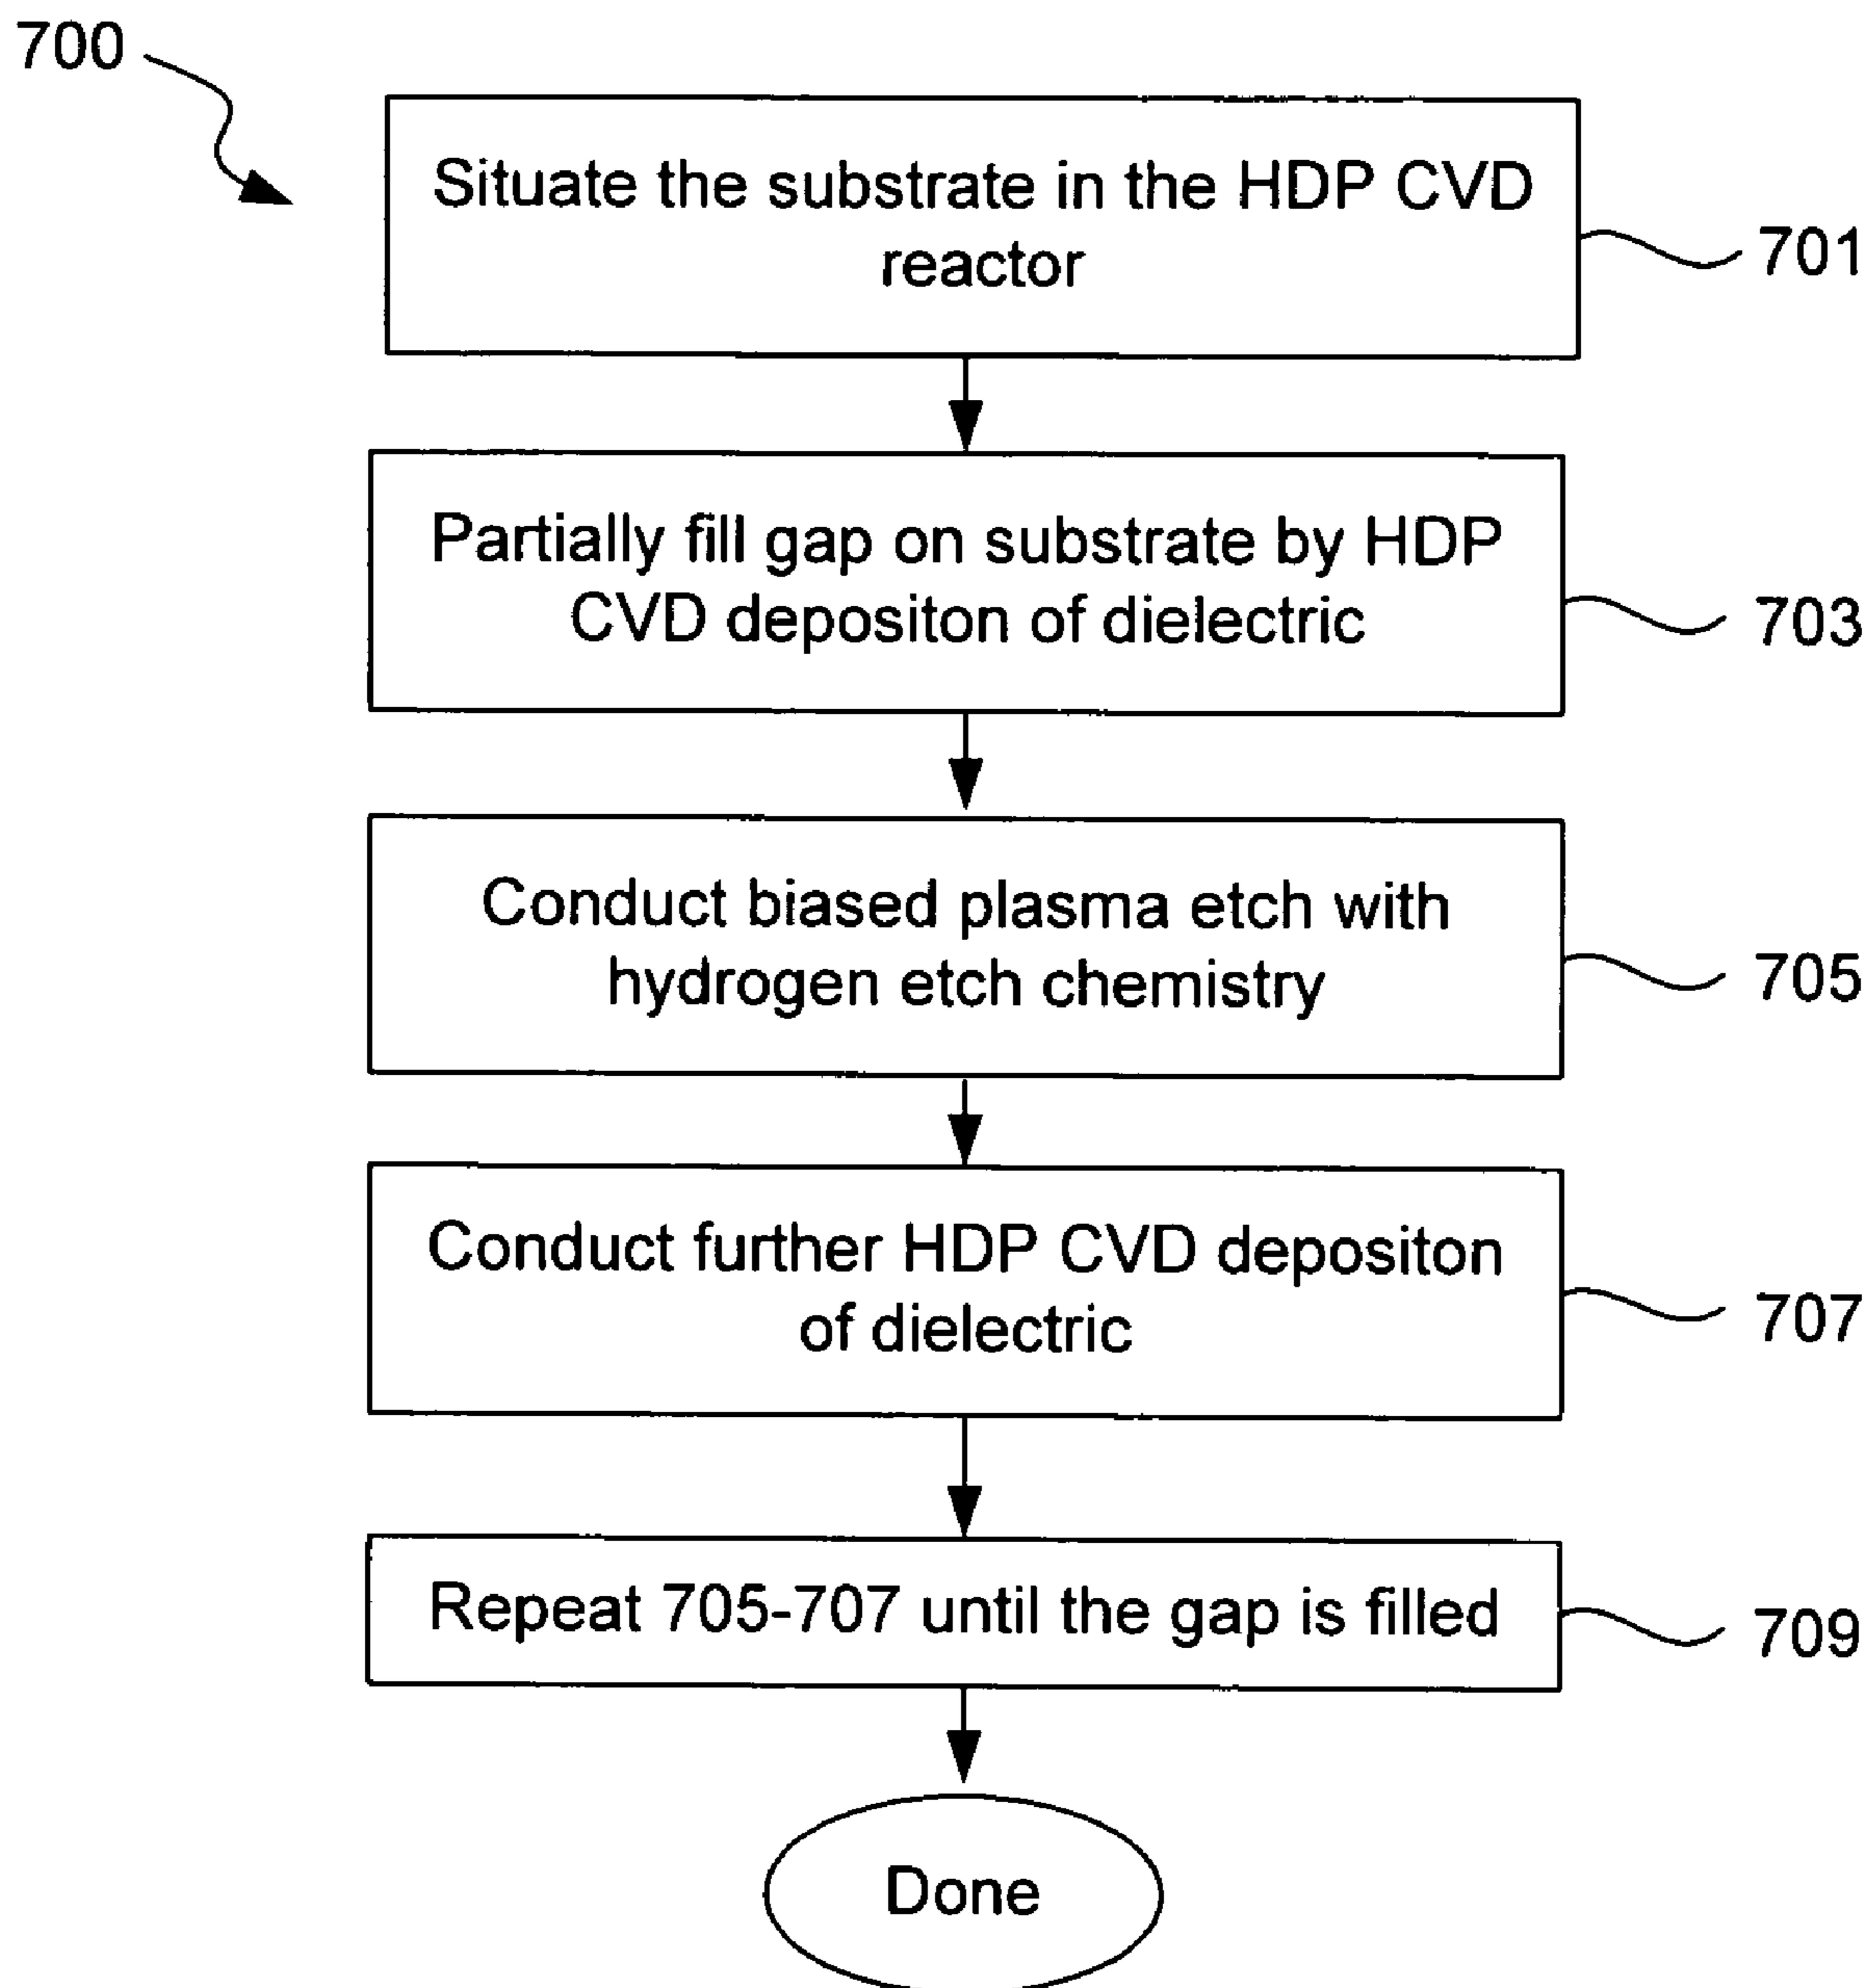 700
Situate the substrate in the HDP CVD
reactor
701
Partially fill gap on substrate by HDP
CVD depositon of dielectric
703
Conduct biased plasma etch with
hydrogen etch chemistry
705
Conduct further HDP CVD depositon
of dielectric
707
Repeat 705-707 until the gap is filled
709
Done